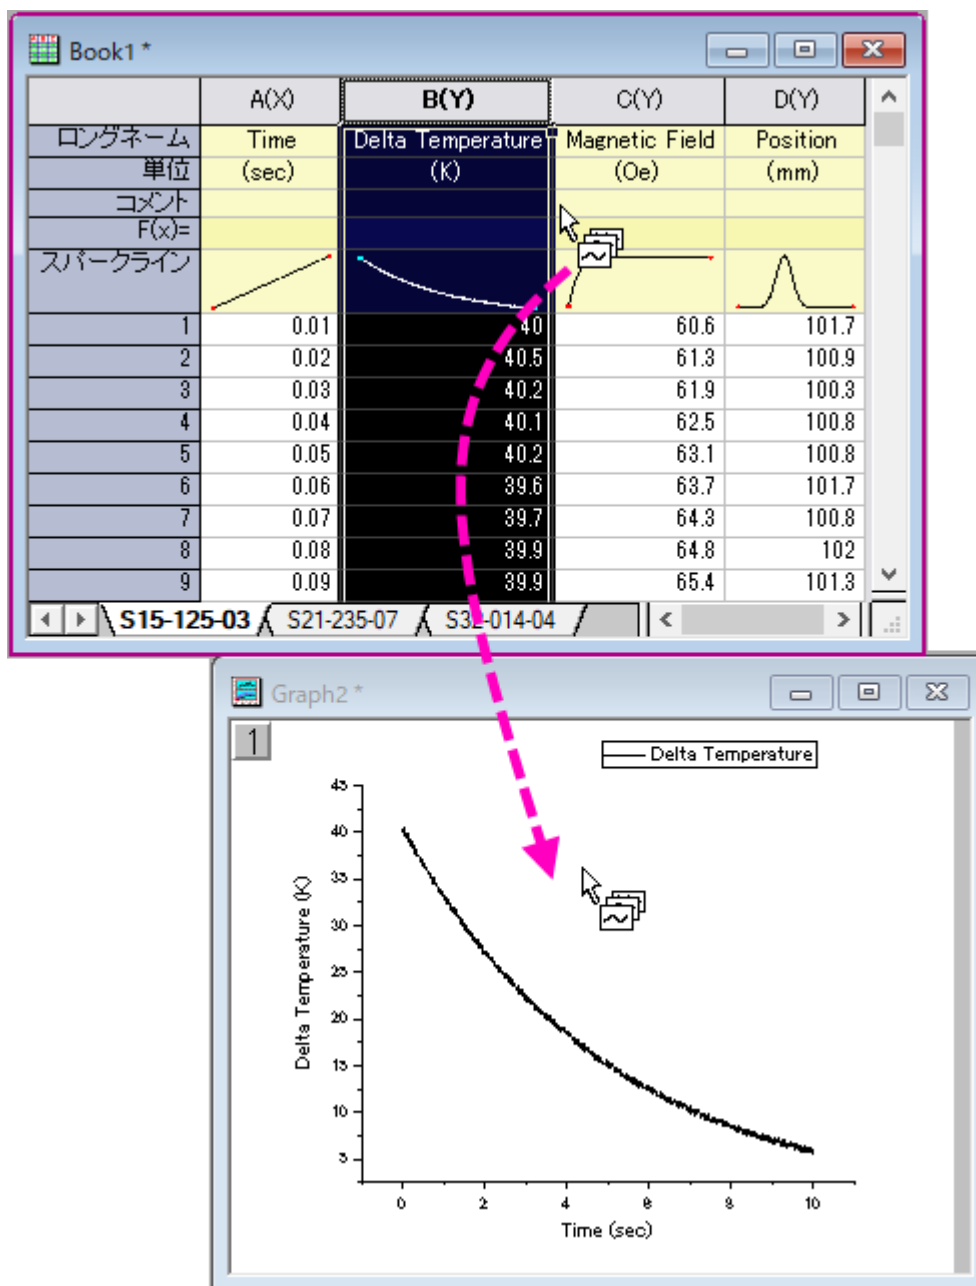 Book1 *
A(X) B(Y) C(Y) D(Y)
ロングネーム Time Delta Temperature Magnetic Field Position
単位 (sec) (K) (Oe) (mm)
コメント
F(x)=
スパークライン
1 0.01 40 60.6 101.7
2 0.02 40.5 61.3 100.9
3 0.03 40.2 61.9 100.3
4 0.04 40.1 62.5 100.8
5 0.05 40.2 63.1 100.8
6 0.06 39.6 63.7 101.7
7 0.07 39.7 64.3 100.8
8 0.08 39.9 64.8 102
9 0.09 39.9 65.4 101.3
S15-125-03 S21-235-07 S32-014-04
Graph2 *
1
Delta Temperature
45
40
35
30
25
20
15
10
5
Delta Temperature (K)
0 2 4 6 8 10
Time (sec)